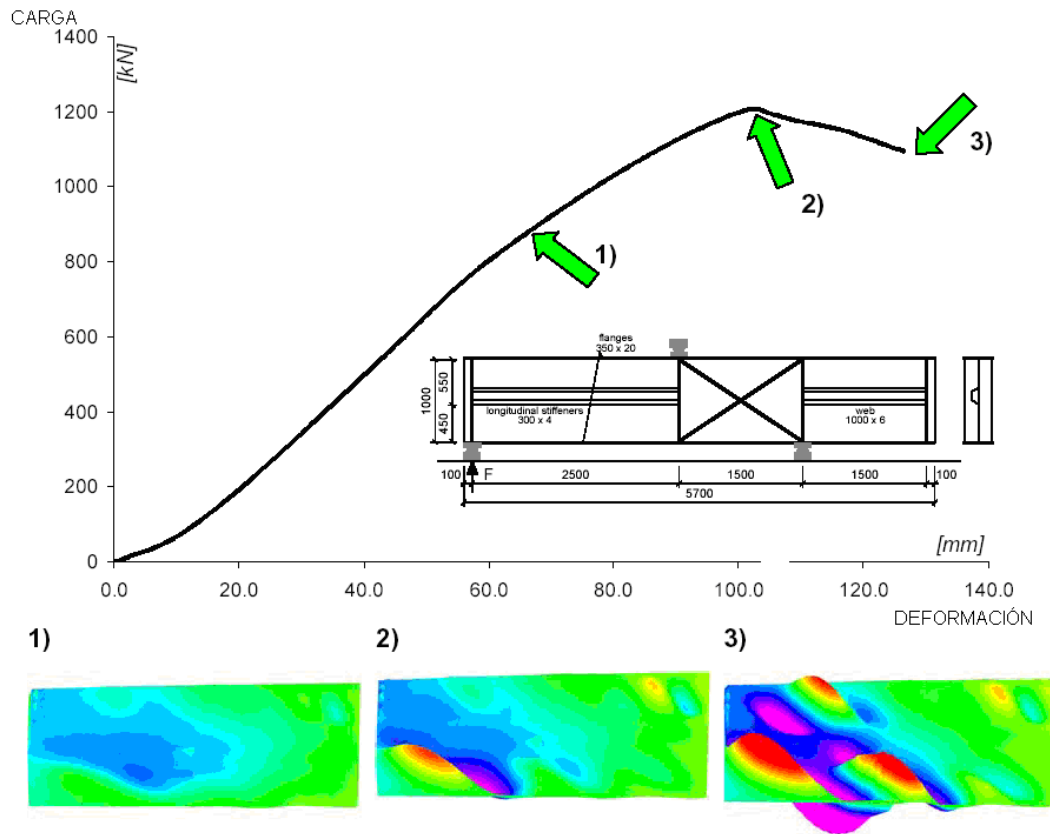 CARGA
1400
[kN]
1200
1000
800
600
400
200
0
3)
2)
1)
flanges
350 x 20
1000
550
450
longitudinal stiffeners
300 x 4
web
1000 x 6
100
F
2500
1500
1500
100
5700
[mm]
0.0
20.0
40.0
60.0
80.0
100.0
120.0
140.0
DEFORMACIÓN
1)
2)
3)